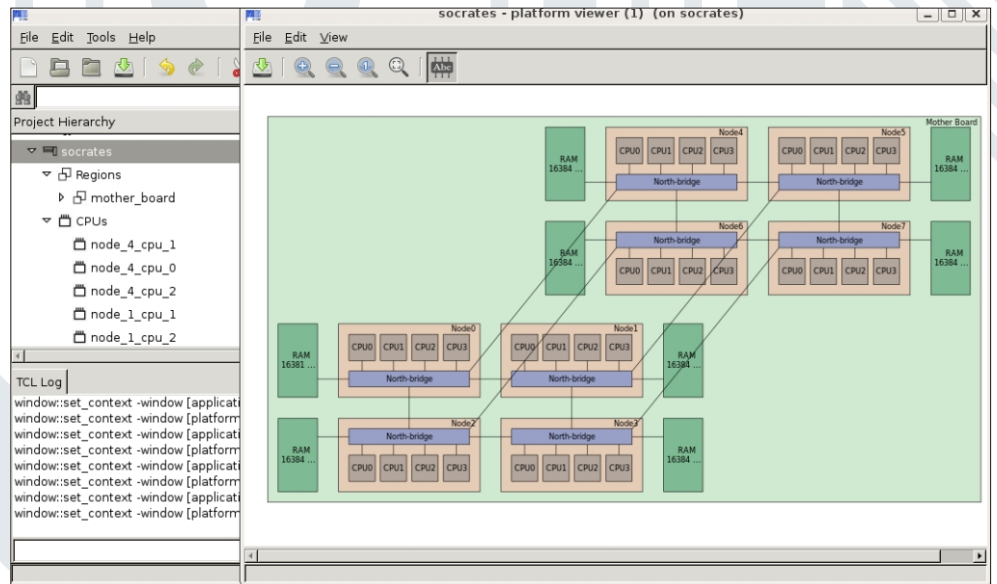 socrates - platform viewer (1) (on socrates)
File Edit Tools Help
File Edit View
Abc
Project Hierarchy
socrates
Regions
mother_board
CPUs
node_4_cpu_1
node_4_cpu_0
node_4_cpu_2
node_1_cpu_1
node_1_cpu_2
TCL Log
window::set_context -window [applicati
window::set_context -window [platform
window::set_context -window [applicati
window::set_context -window [platform
window::set_context -window [applicati
window::set_context -window [platform
window::set_context -window [applicati
window::set_context -window [platform
Mother Board
Node4 Node5
RAM CPU0 CPU1 CPU2 CPU3 CPU0 CPU1 CPU2 CPU3 RAM
16384 ... 16384 ...
North-bridge North-bridge
Node6 Node7
RAM North-bridge North-bridge RAM
16384 ... 16384 ...
CPU0 CPU1 CPU2 CPU3 CPU0 CPU1 CPU2 CPU3
Node0 Node1
RAM CPU0 CPU1 CPU2 CPU3 CPU0 CPU1 CPU2 CPU3 RAM
16381 ... 16384 ...
North-bridge North-bridge
Node2 Node3
RAM North-bridge North-bridge RAM
16384 ... 16384 ...
CPU0 CPU1 CPU2 CPU3 CPU0 CPU1 CPU2 CPU3